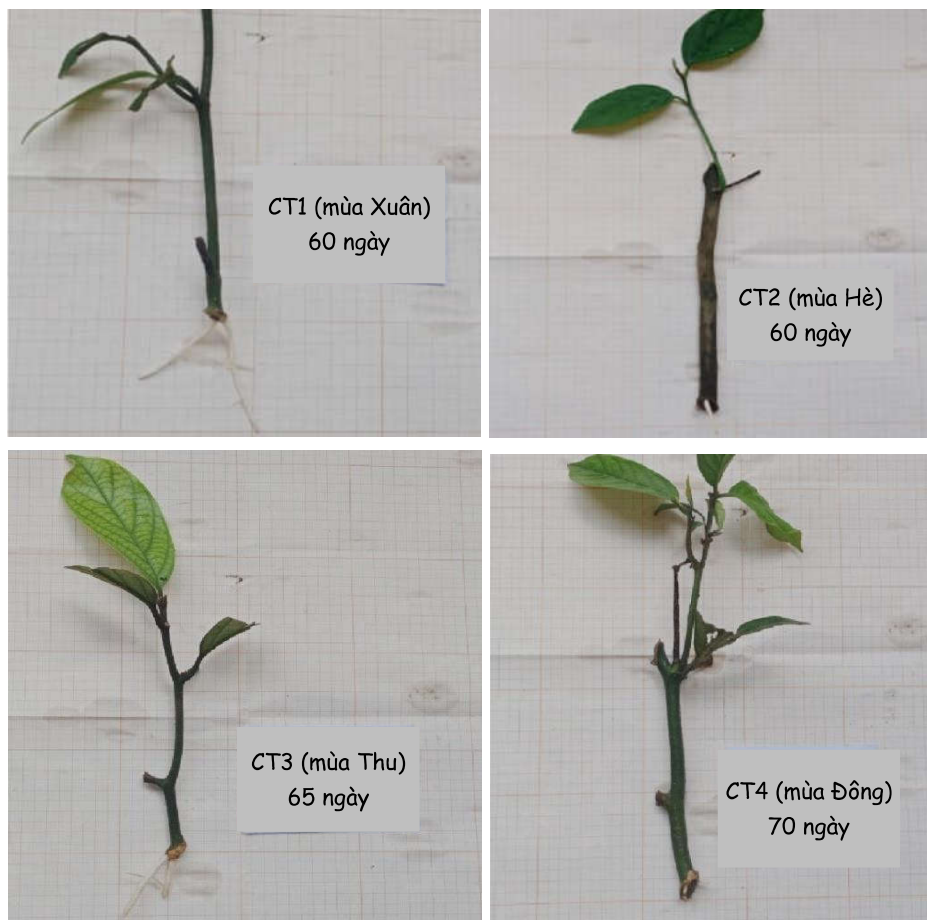 CT1 (mùa Xuân)
60 ngày
CT2 (mùa Hè)
60 ngày
CT3 (mùa Thu)
65 ngày
CT4 (mùa Đông)
70 ngày